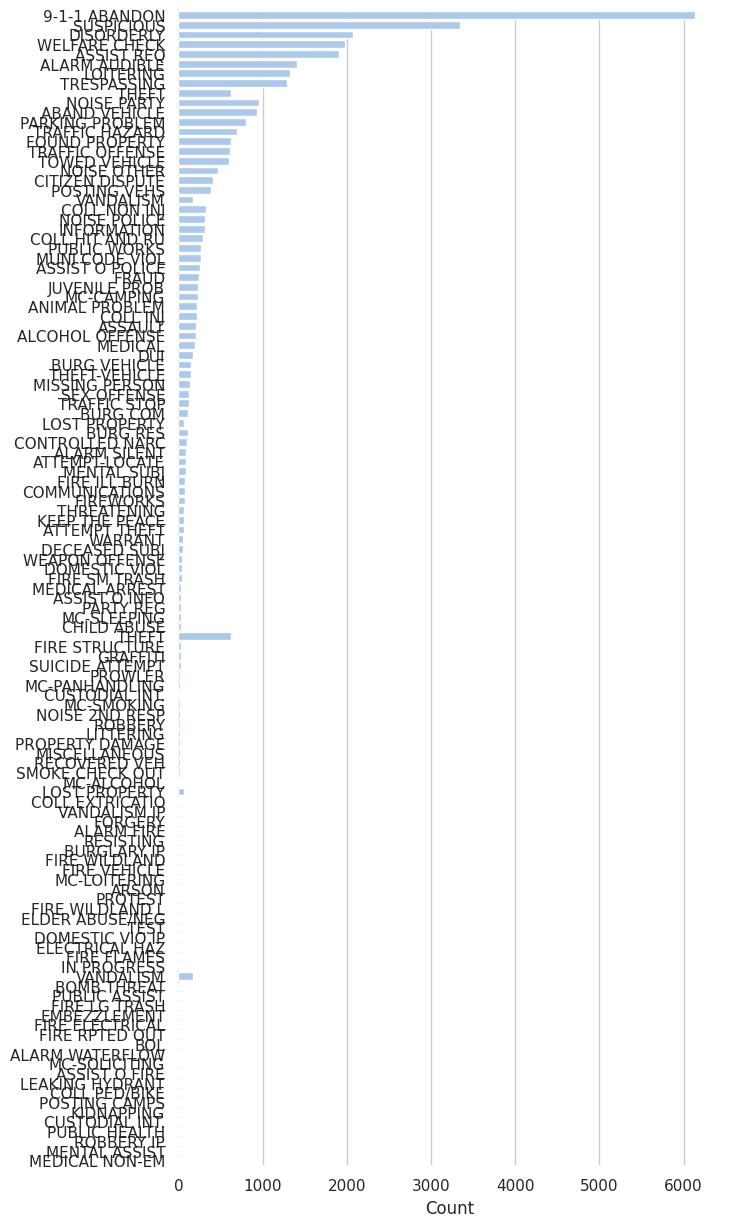 9-1-1 ABANDON
SUSPICIOUS
DISORDERLY
WELFARE CHECK
ASSIST REQ
ALARM AUDIBLE
LOITERING
TRESPASSING
THEFT
NOISE PARTY
ABAND VEHICLE
PARKING PROBLEM
TRAFFIC HAZARD
FOUND PROPERTY
TRAFFIC OFFENSE
TOWED VEHICLE
NOISE OTHER
CITIZEN DISPUTE
POSTING VEHS
VANDALISM
COLL NON INJ
NOISE POLICE
INFORMATION
COLL HIT AND RU
PUBLIC WORKS
MUNI CODE VIOL
ASSIST O POLICE
FRAUD
JUVENILE PROB
MC-CAMPING
ANIMAL PROBLEM
COLL INJ
ASSAULT
ALCOHOL OFFENSE
MEDICAL
DUI
BURG VEHICLE
THEFT-VEHICLE
MISSING PERSON
SEX OFFENSE
TRAFFIC STOP
BURG COM
LOST PROPERTY
BURG RES
CONTROLLED NARC
ALARM SILENT
ATTEMPT-LOCATE
MENTAL SUBJ
FIRE ILL BURN
COMMUNICATIONS
FIREWORKS
THREATENING
KEEP THE PEACE
ATTEMPT THEFT
WARRANT
DECEASED SUBJ
WEAPON OFFENSE
DOMESTIC VIOL
FIRE SM TRASH
MEDICAL ARREST
ASSIST O INFO
PARTY REG
MC-SLEEPING
CHILD ABUSE
THEFT
FIRE STRUCTURE
GRAFFITI
SUICIDE ATTEMPT
PROWLER
MC-PANHANDLING
CUSTODIAL INT.
MC-SMOKING
NOISE 2ND RESP
ROBBERY
LITTERING
PROPERTY DAMAGE
MISCELLANEOUS
RECOVERED VEH
SMOKE CHECK OUT
MC-ALCOHOL
LOST PROPERTY
COLL EXTRICATIO
VANDALISM IP
FORGERY
ALARM FIRE
RESISTING
BURGLARY IP
FIRE WILDLAND
FIRE VEHICLE
MC-LOITERING
ARSON
PROTEST
FIRE WILDLAND L
ELDER ABUSE/NEG
TEST
DOMESTIC VIO IP
ELECTRICAL HAZ
FIRE FLAMES
IN PROGRESS
VANDALISM
BOMB THREAT
PUBLIC ASSIST
FIRE LG TRASH
EMBEZZLEMENT
FIRE ELECTRICAL
FIRE RPTED OUT
BOL
ALARM WATERFLOW
MC-SOLICITING
ASSIST O FIRE
LEAKING HYDRANT
COLL PED/BIKE
POSTING CAMPS
KIDNAPPING
CUSTODIAL INT.
PUBLIC HEALTH
ROBBERY IP
MENTAL ASSIST
MEDICAL NON-EM
0 1000 2000 3000 4000 5000 6000
Count